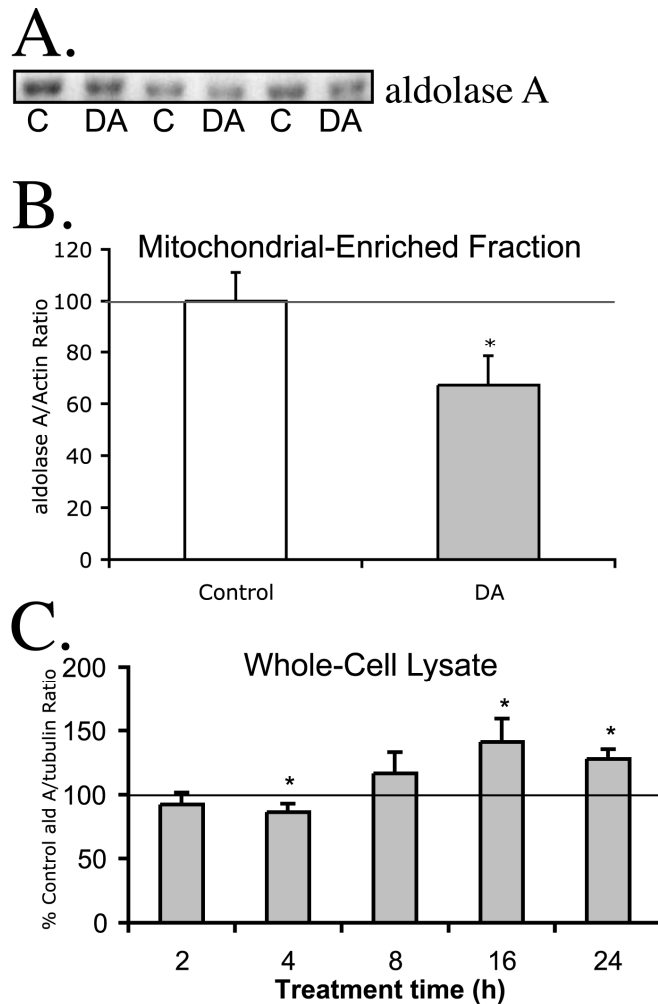 A.
aldolase A
C DA C DA C DA
B.
Mitochondrial-Enriched Fraction
aldolase A/Actin Ratio
120
100
80
60
40
20
0
*
Control DA
C.
Whole-Cell Lysate
% Control ald A/tubulin Ratio
200
150
100
50
0
* * *
2 4 8 16 24
Treatment time (h)